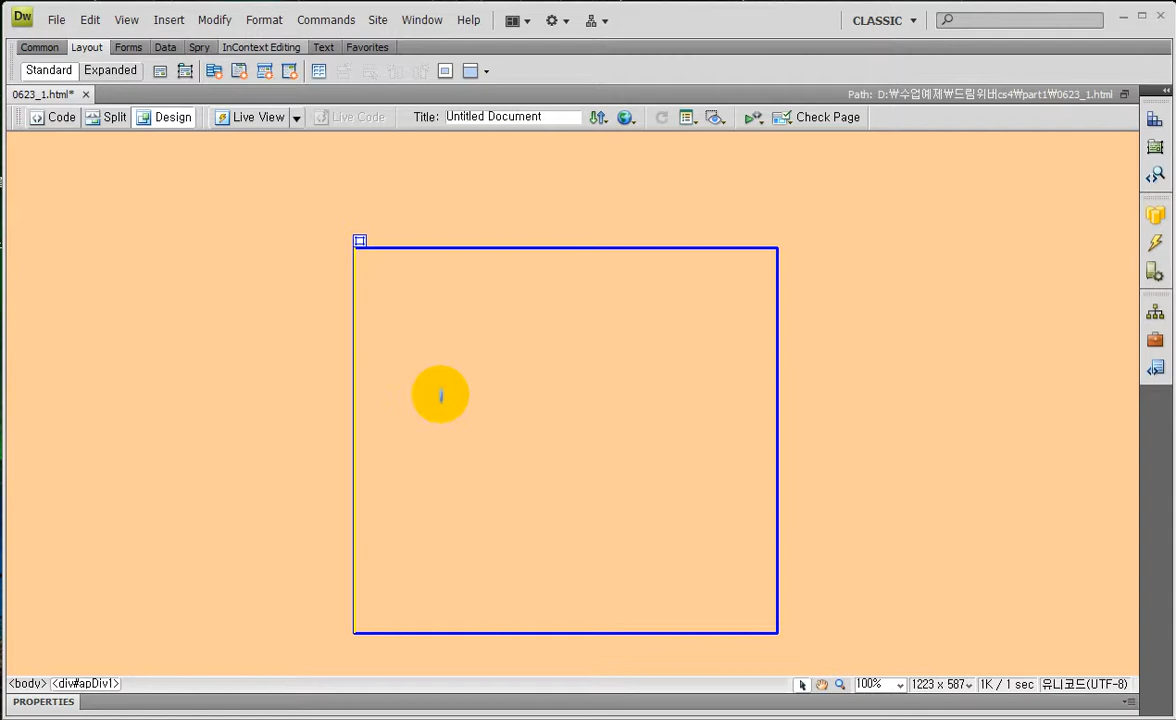 Dw File Edit View Insert Modify Format Commands Site Window Help CLASSIC
Common Layout Forms Data Spry InContext Editing Text Favorites
Standard Expanded
0623_1.html* Path: D:₩수업예제₩드림위버cs4₩part1₩0623_1.html
Code Split Design Live View Live Code Title: Untitled Document Check Page
<body> <div#apDiv1> 100% 1223 x 587 1K / 1 sec 유니코드(UTF-8)
PROPERTIES